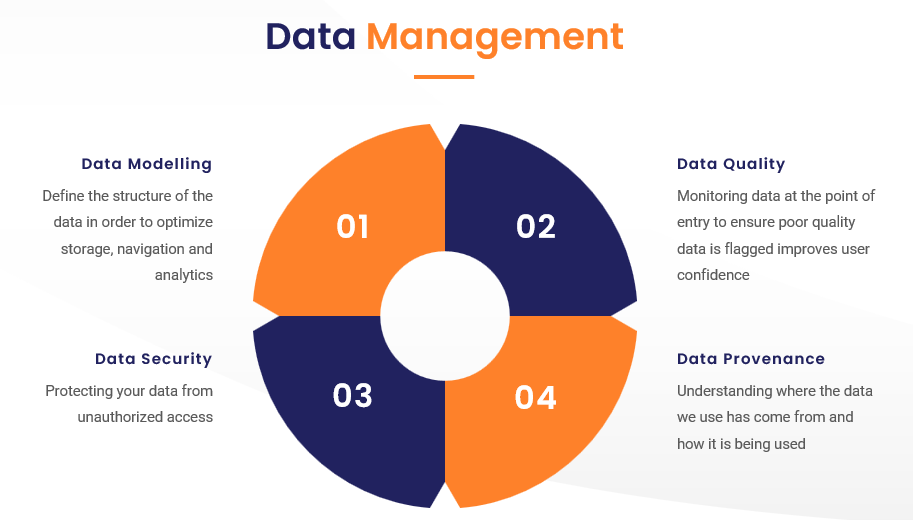 Data Management
Data Modelling
Define the structure of the
data in order to optimize
storage, navigation and
analytics
01
02
Data Quality
Monitoring data at the point of
entry to ensure poor quality
data is flagged improves user
confidence
Data Security
Protecting your data from
unauthorized access
03
04
Data Provenance
Understanding where the data
we use has come from and
how it is being used